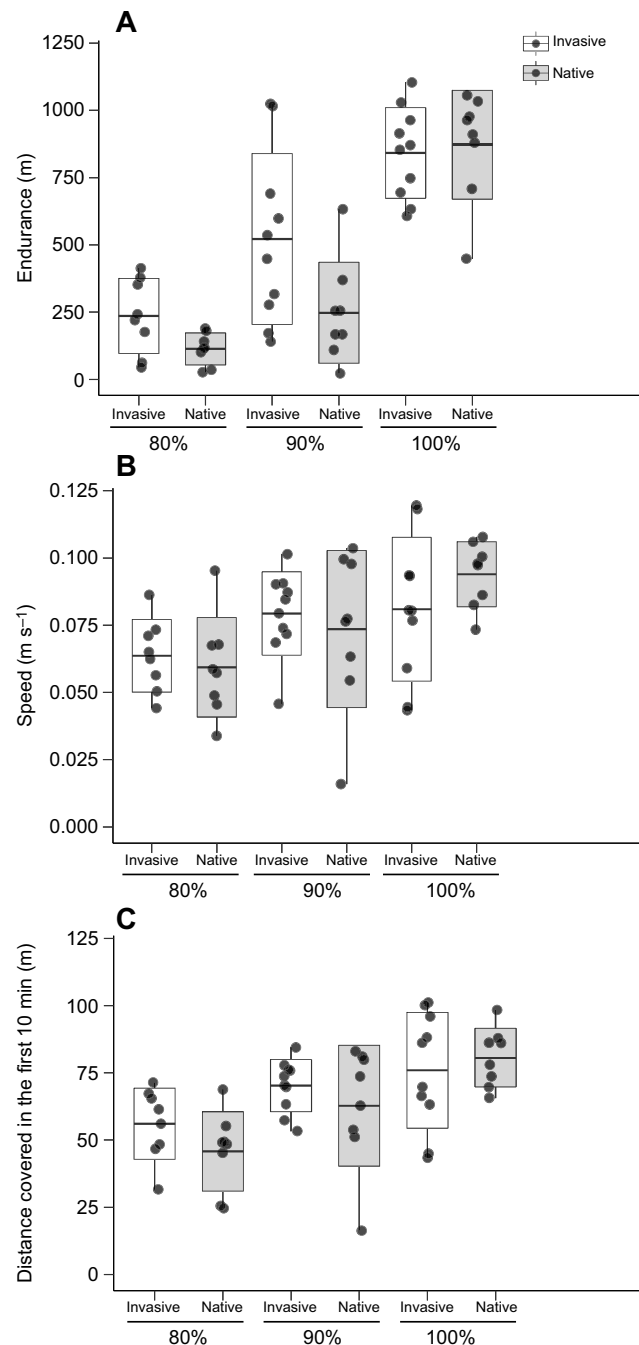 A
Invasive
Native
1250
1000
750
500
250
0
Endurance (m)
Invasive Native Invasive Native Invasive Native
80% 90% 100%
B
0.125
0.100
0.075
0.050
0.025
0.000
Speed (m s–1)
Invasive Native Invasive Native Invasive Native
80% 90% 100%
C
125
100
75
50
25
0
Distance covered in the first 10 min (m)
Invasive Native Invasive Native Invasive Native
80% 90% 100%